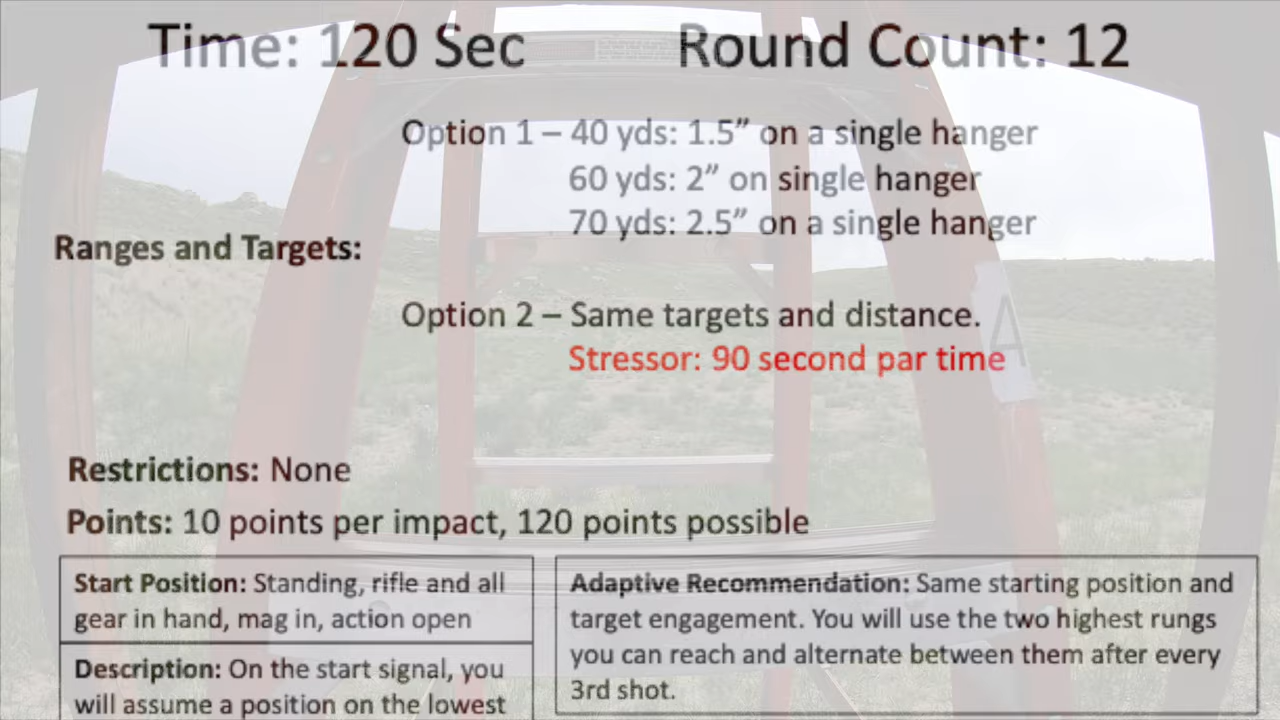 Time: 120 Sec Round Count: 12
Option 1 – 40 yds: 1.5” on a single hanger
60 yds: 2” on single hanger
70 yds: 2.5” on a single hanger
Ranges and Targets:
Option 2 – Same targets and distance.
Stressor: 90 second par time
4
Restrictions: None
Points: 10 points per impact, 120 points possible
Start Position: Standing, rifle and all
gear in hand, mag in, action open
Description: On the start signal, you
will assume a position on the lowest
Adaptive Recommendation: Same starting position and
target engagement. You will use the two highest rungs
you can reach and alternate between them after every
3rd shot.